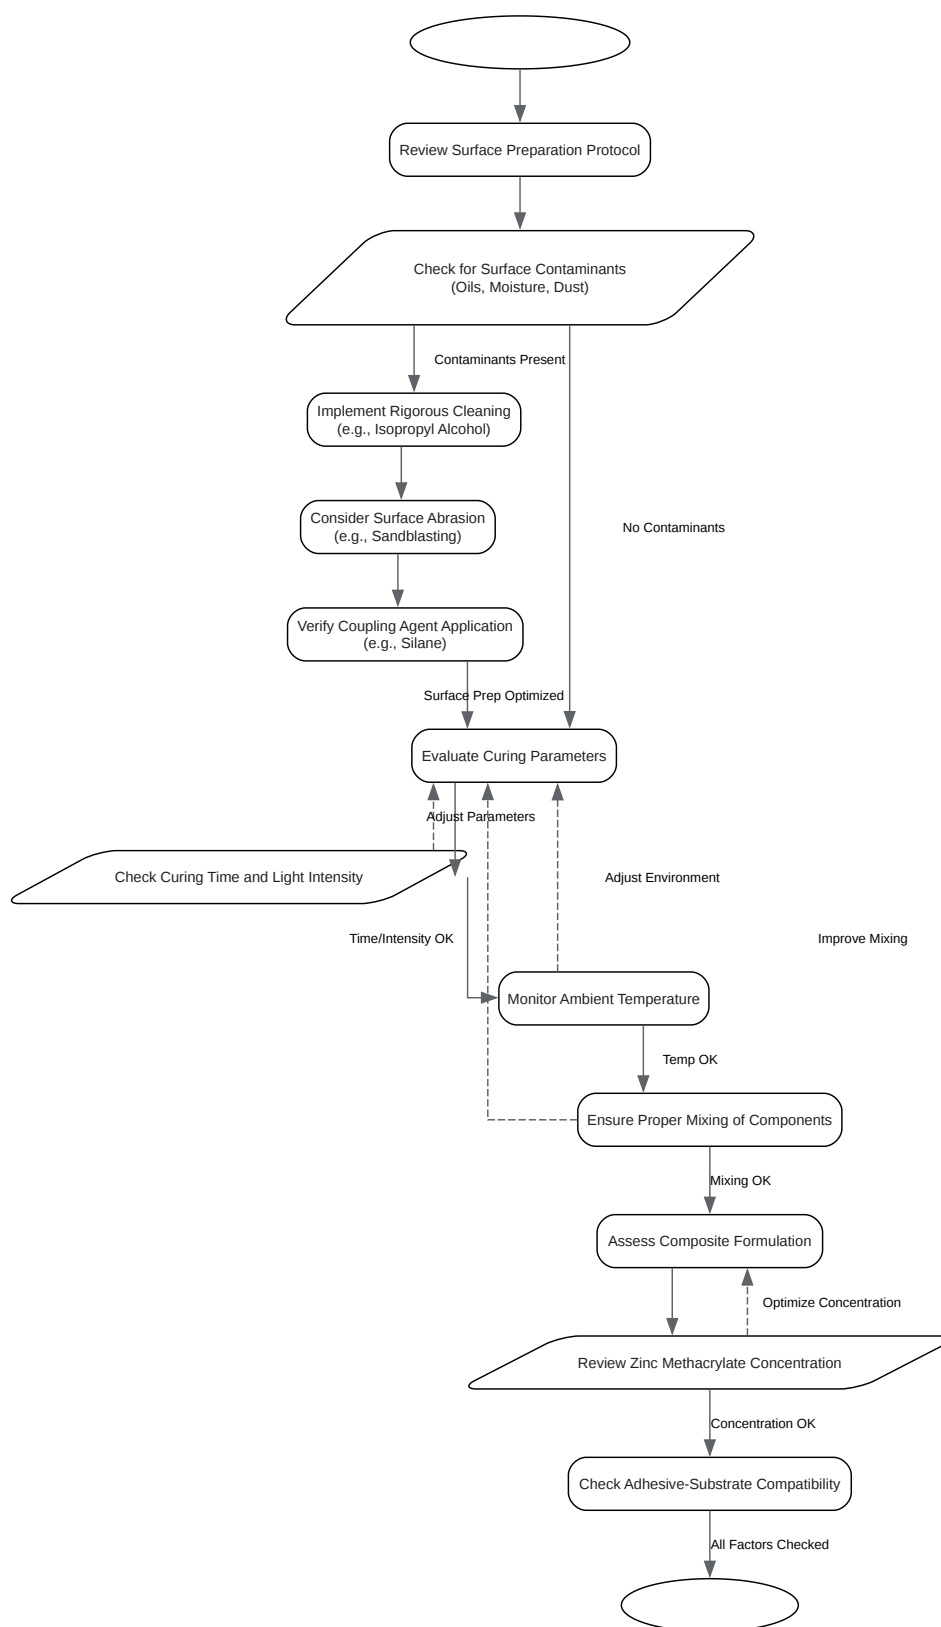 Review Surface Preparation Protocol
Check for Surface Contaminants
(Oils, Moisture, Dust)
Contaminants Present
Implement Rigorous Cleaning
(e.g., Isopropyl Alcohol)
Consider Surface Abrasion
(e.g., Sandblasting)
No Contaminants
Verify Coupling Agent Application
(e.g., Silane)
Surface Prep Optimized
Evaluate Curing Parameters
Adjust Parameters
Check Curing Time and Light Intensity
Adjust Environment
Time/Intensity OK
Improve Mixing
Monitor Ambient Temperature
Temp OK
Ensure Proper Mixing of Components
Mixing OK
Assess Composite Formulation
Optimize Concentration
Review Zinc Methacrylate Concentration
Concentration OK
Check Adhesive-Substrate Compatibility
All Factors Checked